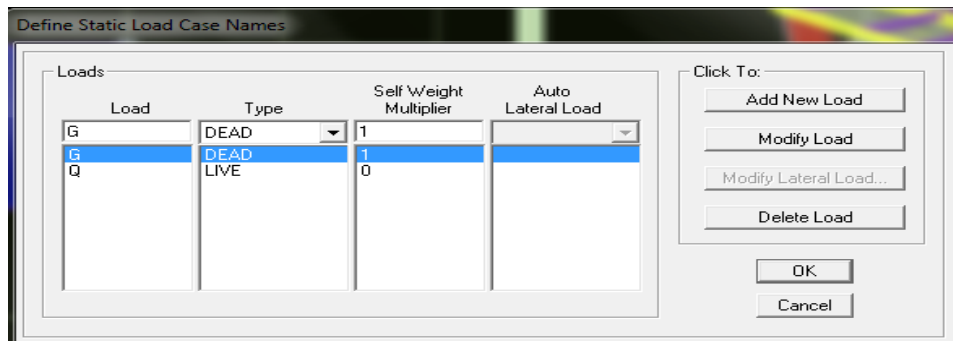 Define Static Load Case Names
Loads
Load Type Self Weight Multiplier Auto Lateral Load
G DEAD 1
G DEAD 1
Q LIVE 0
Click To:
Add New Load
Modify Load
Modify Lateral Load...
Delete Load
OK
Cancel